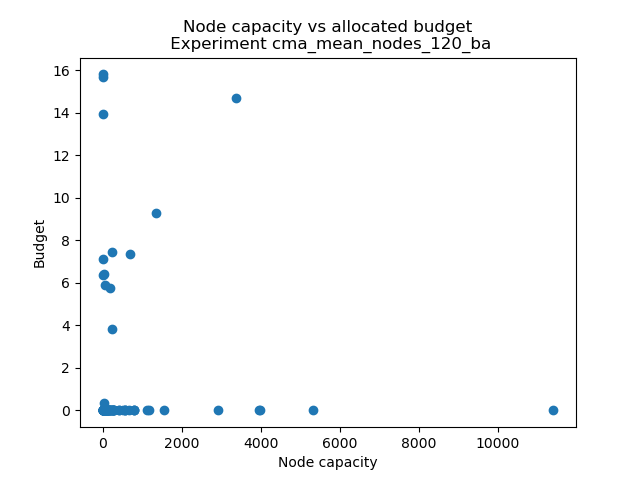 Node capacity vs allocated budget
Experiment cma_mean_nodes_120_ba
16
14
12
10
8
6
4
2
0
Budget
0 2000 4000 6000 8000 10000
Node capacity